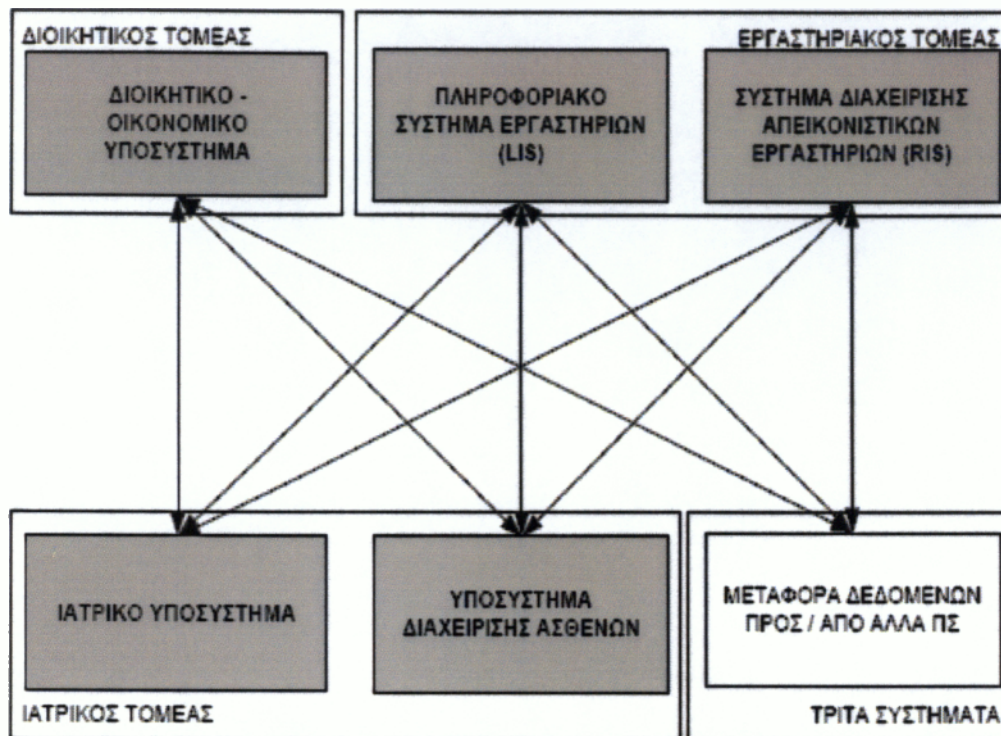 ΔΙΟΙΚΗΤΙΚΟΣ ΤΟΜΕΑΣ
ΔΙΟΙΚΗΤΙΚΟ -
ΟΙΚΟΝΟΜΙΚΟ
ΥΠΟΣΥΣΤΗΜΑ
ΕΡΓΑΣΤΗΡΙΑΚΟΣ ΤΟΜΕΑΣ
ΠΛΗΡΟΦΟΡΙΑΚΟ
ΣΥΣΤΗΜΑ ΕΡΓΑΣΤΗΡΙΩΝ
(LIS)
ΣΥΣΤΗΜΑ ΔΙΑΧΕΙΡΙΣΗΣ
ΑΠΕΙΚΟΝΙΣΤΙΚΩΝ
ΕΡΓΑΣΤΗΡΙΩΝ (RIS)
ΙΑΤΡΙΚΟ ΥΠΟΣΥΣΤΗΜΑ
ΥΠΟΣΥΣΤΗΜΑ
ΔΙΑΧΕΙΡΙΣΗΣ ΑΣΘΕΝΩΝ
ΙΑΤΡΙΚΟΣ ΤΟΜΕΑΣ
ΜΕΤΑΦΟΡΑ ΔΕΔΟΜΕΝΩΝ
ΠΡΟΣ / ΑΠΟ ΑΛΛΑ ΠΣ
ΤΡΙΤΑ ΣΥΣΤΗΜΑΤΑ